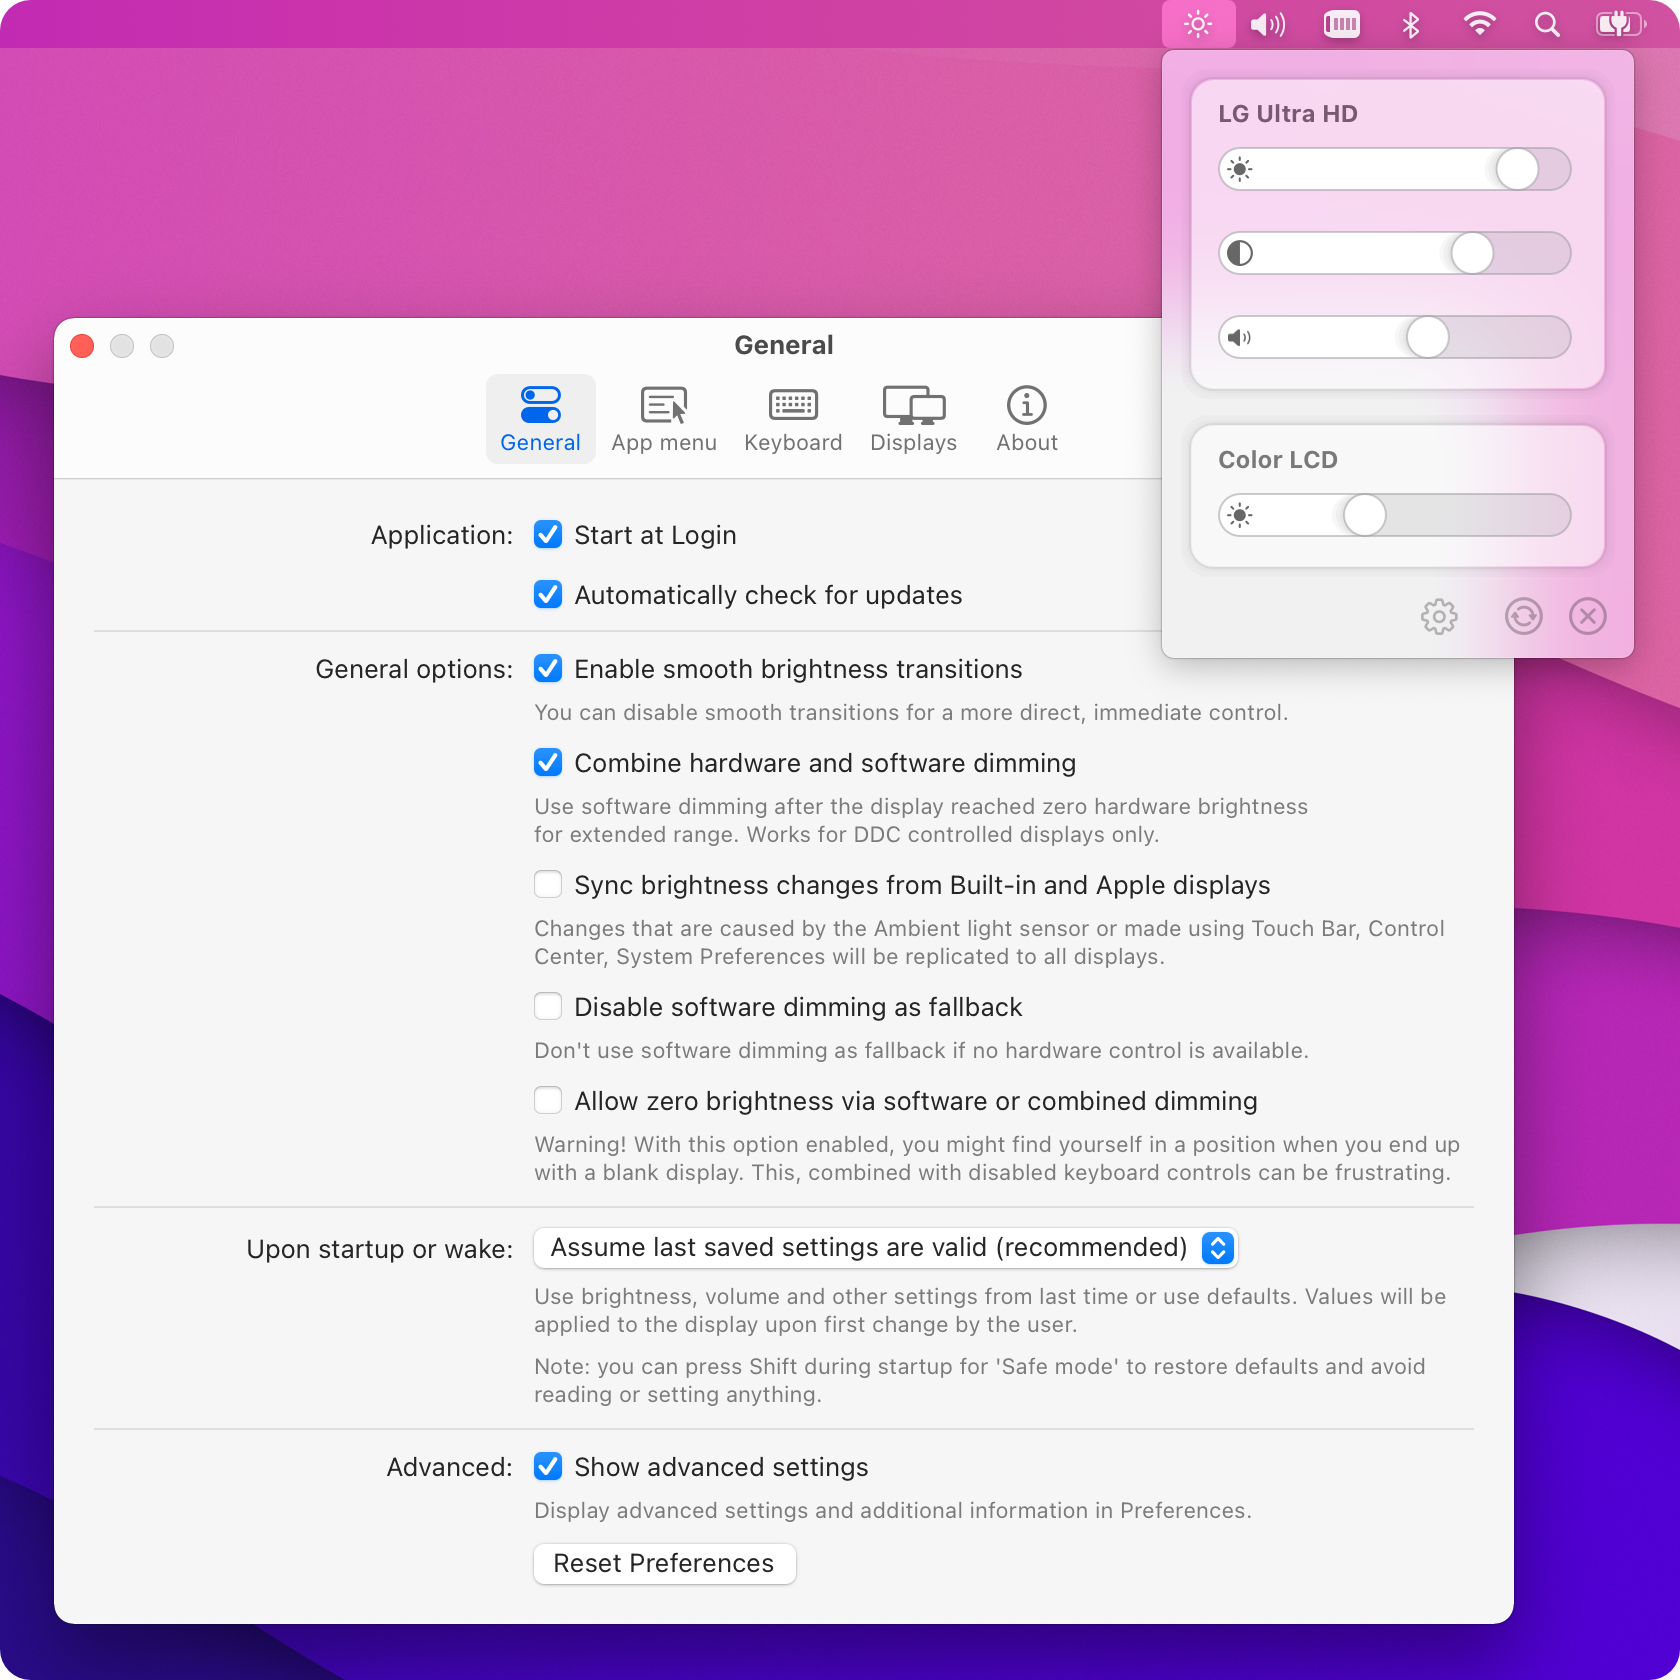 LG Ultra HD
Color LCD
General
General
App menu
Keyboard
Displays
About
Application:
Start at Login
Automatically check for updates
General options:
Enable smooth brightness transitions
You can disable smooth transitions for a more direct, immediate control.
Combine hardware and software dimming
Use software dimming after the display reached zero hardware brightness
for extended range. Works for DDC controlled displays only.
Sync brightness changes from Built-in and Apple displays
Changes that are caused by the Ambient light sensor or made using Touch Bar, Control
Center, System Preferences will be replicated to all displays.
Disable software dimming as fallback
Don't use software dimming as fallback if no hardware control is available.
Allow zero brightness via software or combined dimming
Warning! With this option enabled, you might find yourself in a position when you end up
with a blank display. This, combined with disabled keyboard controls can be frustrating.
Upon startup or wake:
Assume last saved settings are valid (recommended)
Use brightness, volume and other settings from last time or use defaults. Values will be
applied to the display upon first change by the user.
Note: you can press Shift during startup for 'Safe mode' to restore defaults and avoid
reading or setting anything.
Advanced:
Show advanced settings
Display advanced settings and additional information in Preferences.
Reset Preferences